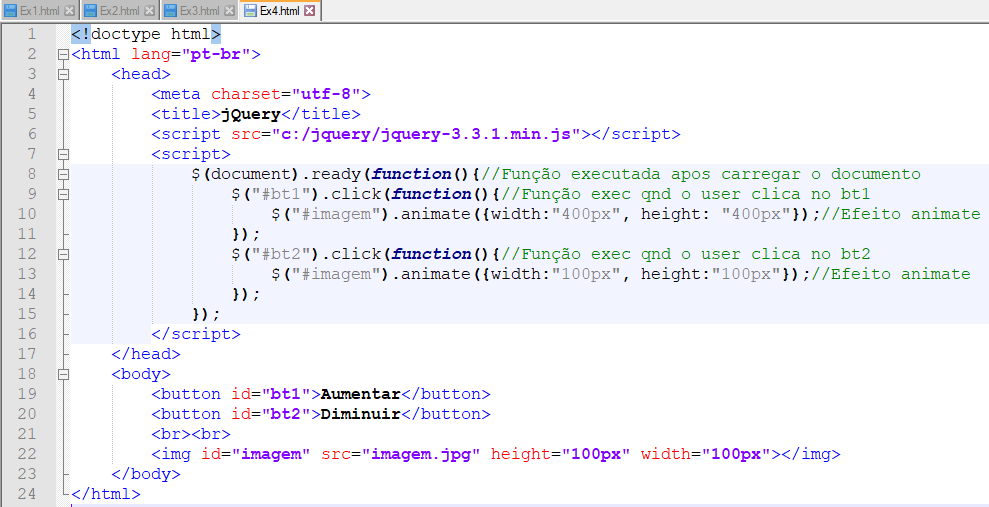 Ex1.html Ex2.html Ex3.html Ex4.html
1 <!doctype html>
2 <html lang="pt-br">
3 <head>
4 <meta charset="utf-8">
5 <title>jQuery</title>
6 <script src="c:/jquery/jquery-3.3.1.min.js"></script>
7 <script>
8 $(document).ready(function(){//Função executada apos carregar o documento
9 $("#bt1").click(function(){//Função exec qnd o user clica no bt1
10 $("#imagem").animate({width:"400px", height: "400px"});//Efeito animate
11 });
12 $("#bt2").click(function(){//Função exec qnd o user clica no bt2
13 $("#imagem").animate({width:"100px", height:"100px"});//Efeito animate
14 });
15 });
16 </script>
17 </head>
18 <body>
19 <button id="bt1">Aumentar</button>
20 <button id="bt2">Diminuir</button>
21 <br><br>
22 <img id="imagem" src="imagem.jpg" height="100px" width="100px"></img>
23 </body>
24 </html>